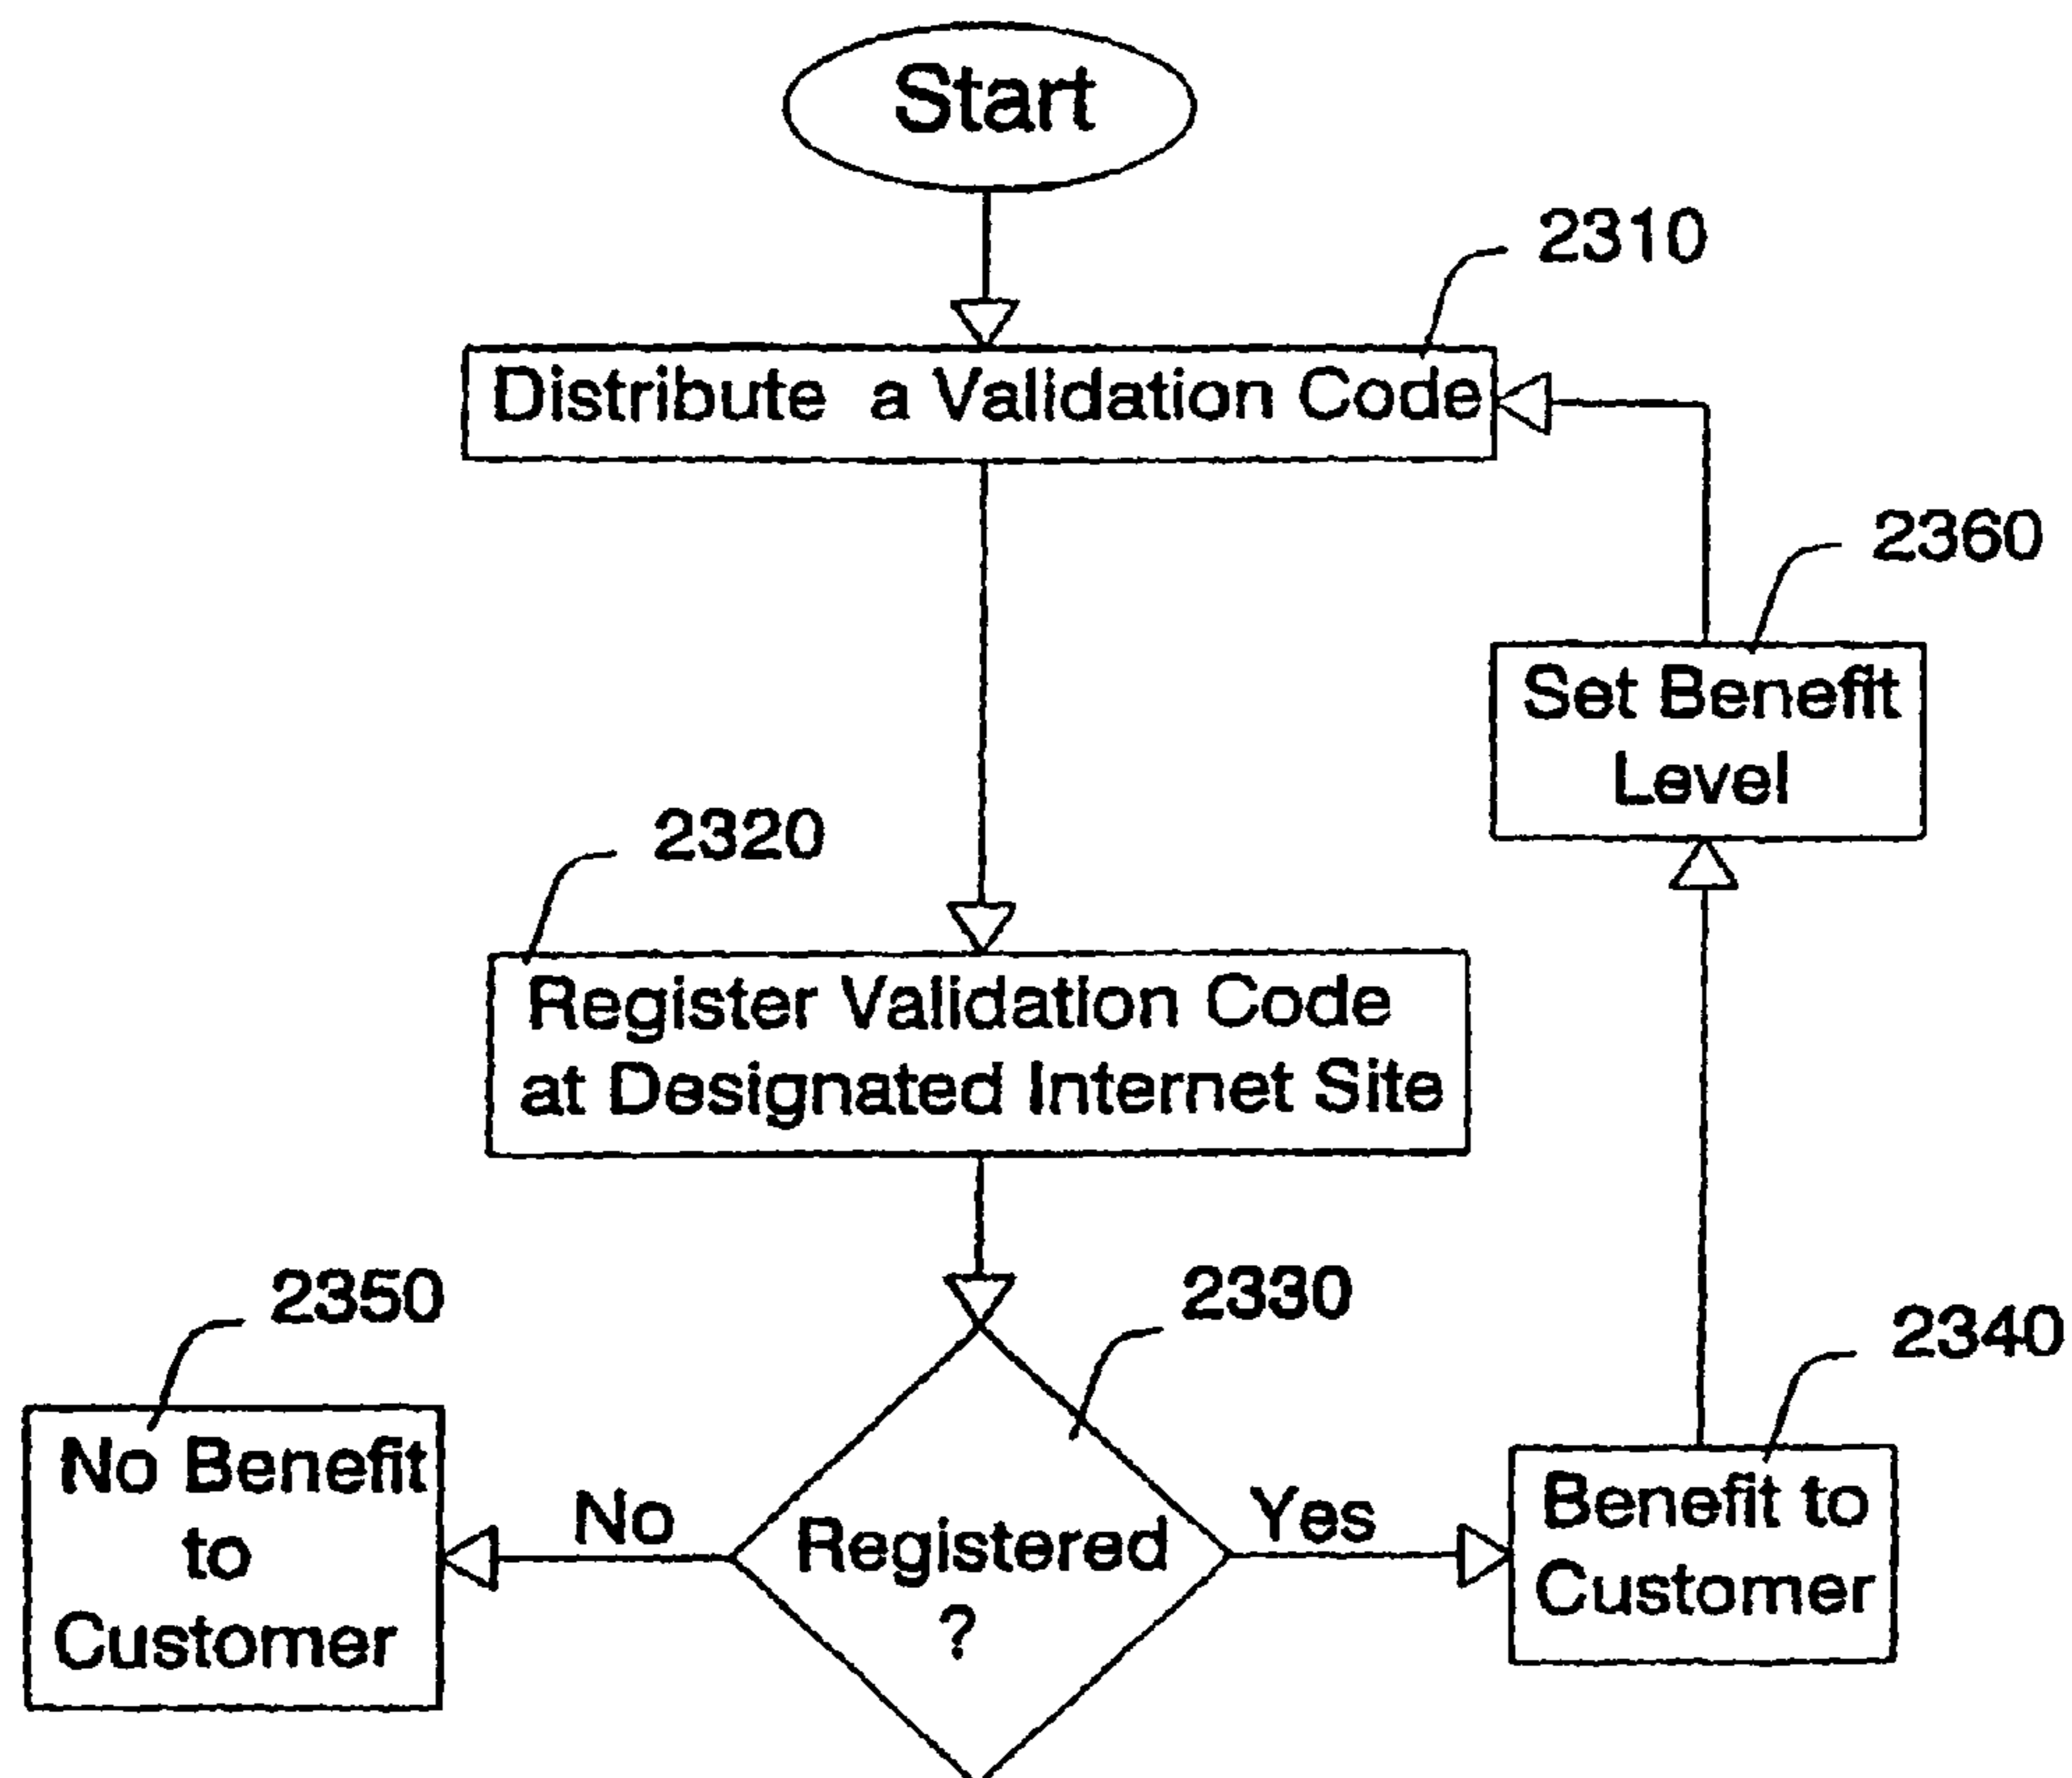 Start
2310
Distribute a Validation Code
2360
Set Benefit
Level
2320
Register Validation Code
at Designated Internet Site
2350
2330
2340
No Benefit
to
Customer
No
Registered
?
Yes
Benefit to
Customer